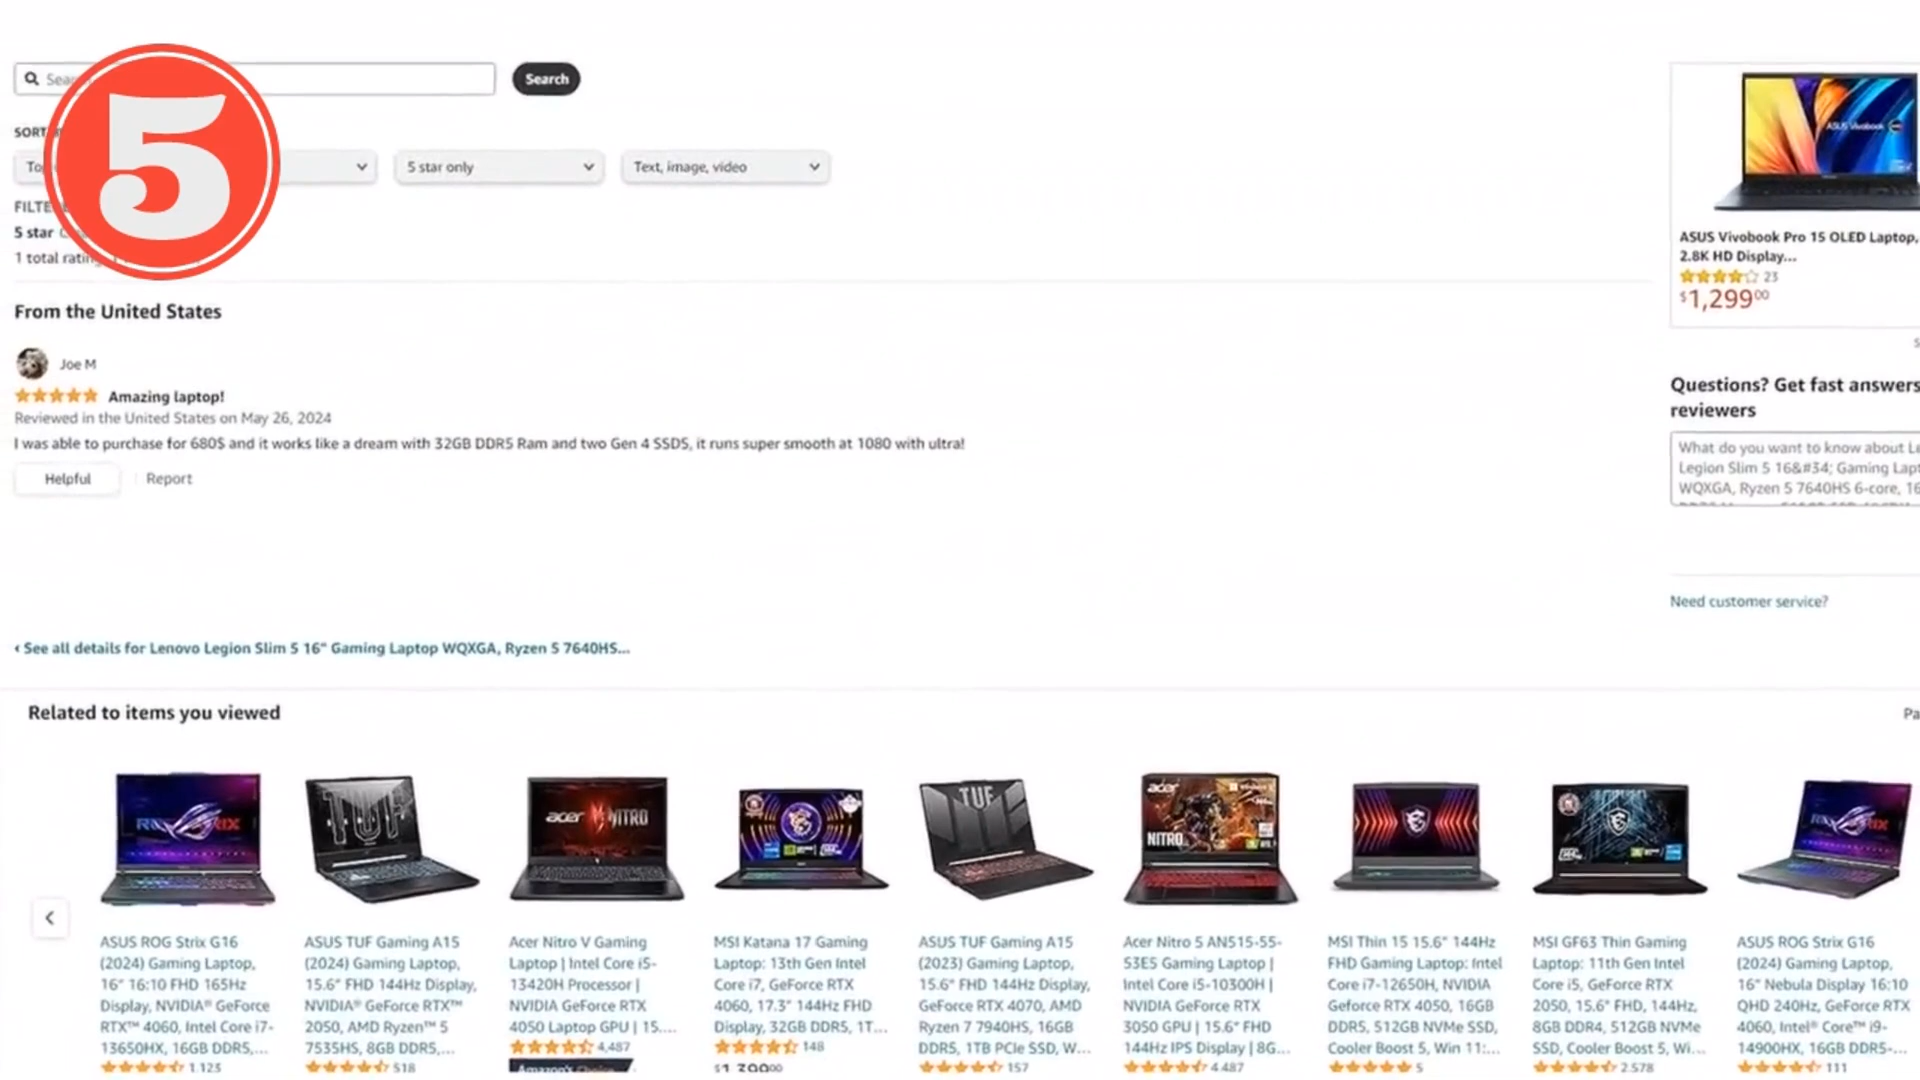 5
Search
SORT
5 star only
Text, image, video
5 star
1 total
From the United States
Joe M
Amazing laptop!
Reviewed in the United States on May 26, 2024
I was able to purchase for 680$ and it works like a dream with 32GB DDR5 Ram and two Gen 4 SSDS, it runs super smooth at 1080 with ultra!
Helpful
Report
‹ See all details for Lenovo Legion Slim 5 16" Gaming Laptop WQXGA, Ryzen 5 7640HS...
ASUS Vivobook
ASUS Vivobook Pro 15 OLED Laptop,
2.8K HD Display...
23
$1,29900
Questions? Get fast answers
reviewers
What do you want to know about
Legion Slim 5 16&#34; Gaming
WQXGA, Ryzen 5 7640HS 6-core, 16
Need customer service?
Related to items you viewed
TUF
acer NITRO
TUF
acer
NITRO
ASUS ROG Strix G16
(2024) Gaming Laptop,
16" 16:10 FHD 165Hz
Display, NVIDIA® GeForce
RTX™ 4060, Intel Core i7-
13650HX, 16GB DDR5,...
1,123
ASUS TUF Gaming A15
(2024) Gaming Laptop,
15.6" FHD 144Hz Display,
NVIDIA® GeForce RTX™
2050, AMD Ryzen™ 5
7535HS, 8GB DDR5,...
518
Acer Nitro V Gaming
Laptop | Intel Core i5-
13420H Processor |
NVIDIA GeForce RTX
4050 Laptop GPU | 15....
4,487
Amazon's Choice
MSI Katana 17 Gaming
Laptop: 13th Gen Intel
Core i7, GeForce RTX
4060, 17.3" 144Hz FHD
Display, 32GB DDR5, 1T...
148
$1,39900
ASUS TUF Gaming A15
(2023) Gaming Laptop,
15.6" FHD 144Hz Display,
GeForce RTX 4070, AMD
Ryzen 7 7940HS, 16GB
DDR5, 1TB PCIe SSD, W...
157
Acer Nitro 5 AN515-55-
53E5 Gaming Laptop |
Intel Core i5-10300H |
NVIDIA GeForce RTX
3050 GPU | 15.6" FHD
144Hz IPS Display | 8G...
4,487
MSI Thin 15 15.6" 144Hz
FHD Gaming Laptop: Intel
Core i7-12650H, NVIDIA
Geforce RTX 4050, 16GB
DDR5, 512GB NVMe SSD,
Cooler Boost 5, Win 11:...
5
MSI GF63 Thin Gaming
Laptop: 11th Gen Intel
Core i5, GeForce RTX
2050, 15.6" FHD, 144Hz,
8GB DDR4, 512GB NVMe
SSD, Cooler Boost 5, Wi...
2,578
ASUS ROG Strix G16
(2024) Gaming Laptop,
16" Nebula Display 16:10
QHD 240Hz, GeForce RTX
4060, Intel® Core™ i9-
14900HX, 16GB DDR5-...
111